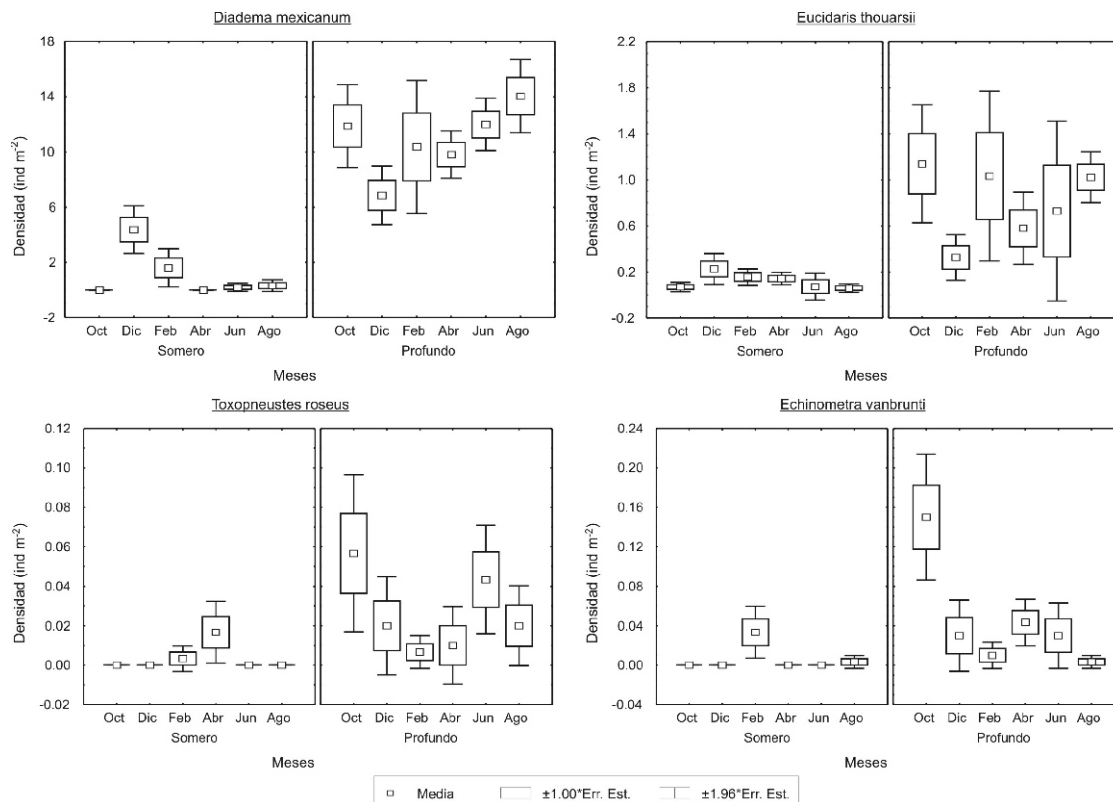 Diadema mexicanum
Densidad (ind m-2)
18
14
10
6
2
-2
Oct Dic Feb Abr Jun Ago Oct Dic Feb Abr Jun Ago
Somero Profundo
Meses
Eucidaris thouarsii
Densidad (ind m-2)
2.2
1.8
1.4
1.0
0.6
0.2
-0.2
Oct Dic Feb Abr Jun Ago Oct Dic Feb Abr Jun Ago
Somero Profundo
Meses
Toxopneustes roseus
Densidad (ind m-2)
0.12
0.10
0.08
0.06
0.04
0.02
0.00
-0.02
Oct Dic Feb Abr Jun Ago Oct Dic Feb Abr Jun Ago
Somero Profundo
Meses
Echinometra vanbrunti
Densidad (ind m-2)
0.24
0.20
0.16
0.12
0.08
0.04
0.00
-0.04
Oct Dic Feb Abr Jun Ago Oct Dic Feb Abr Jun Ago
Somero Profundo
Meses
Media ±1.00*Err. Est. ±1.96*Err. Est.